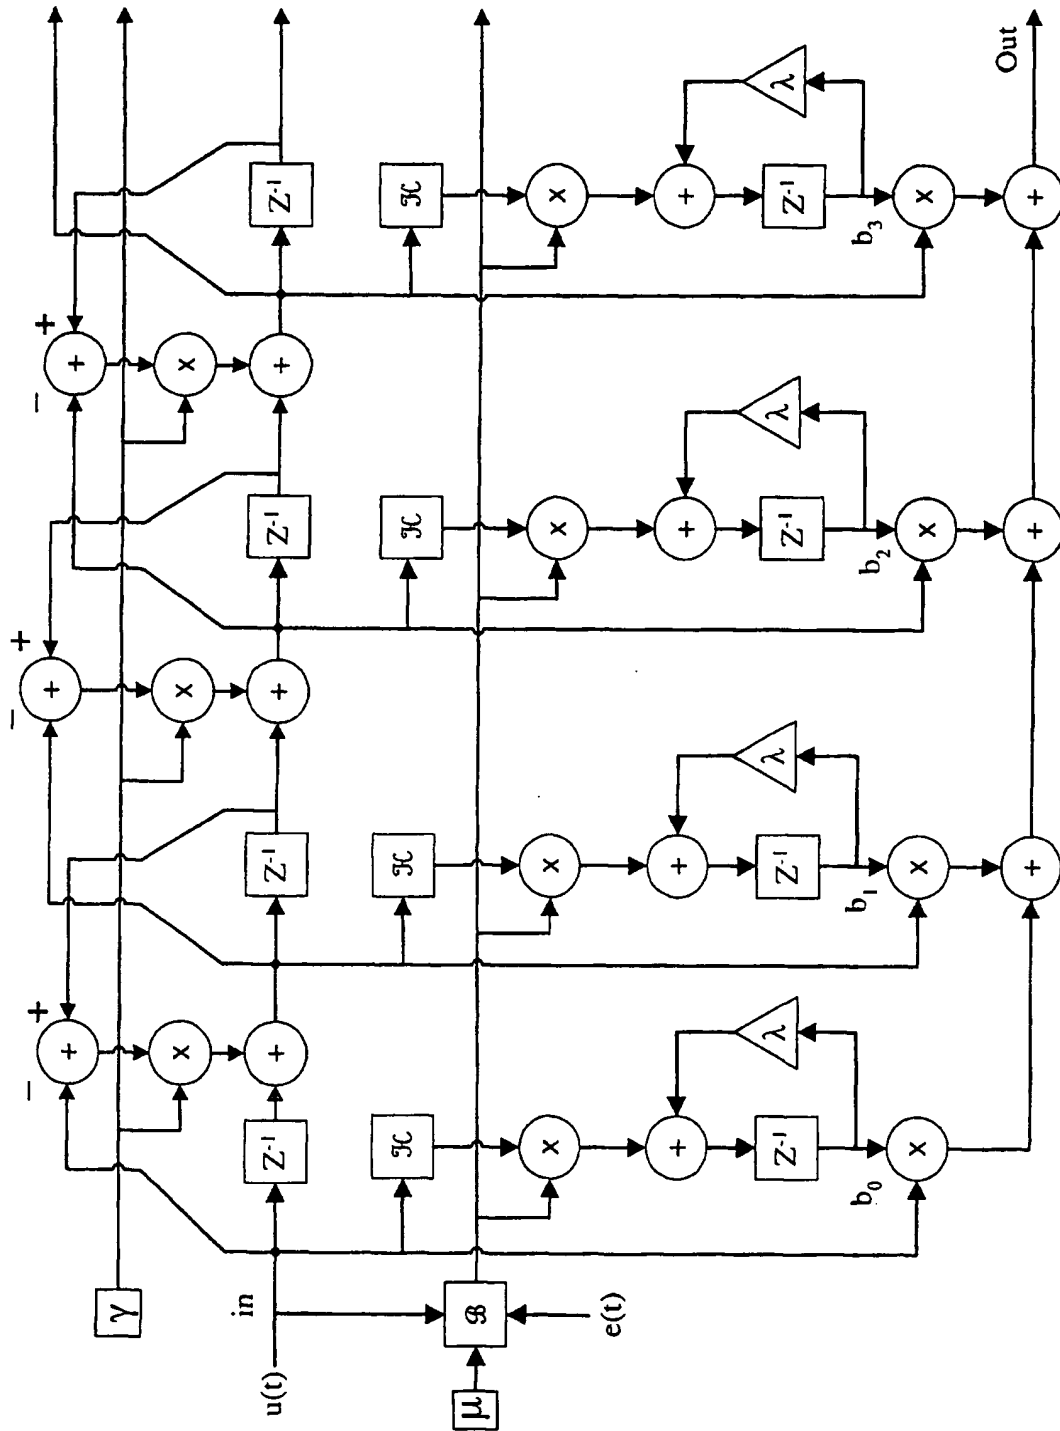 − + − + − +
+ + +
γ
x x x
in
u(t) Z⁻¹ + Z⁻¹ + Z⁻¹ + Z⁻¹
ℋ ℋ ℋ ℋ
μ ℬ
x x x x
e(t)
+ λ + λ + λ + λ
Z⁻¹ Z⁻¹ Z⁻¹ Z⁻¹
b₀ b₁ b₂ b₃
x x x x
Out
+ + +